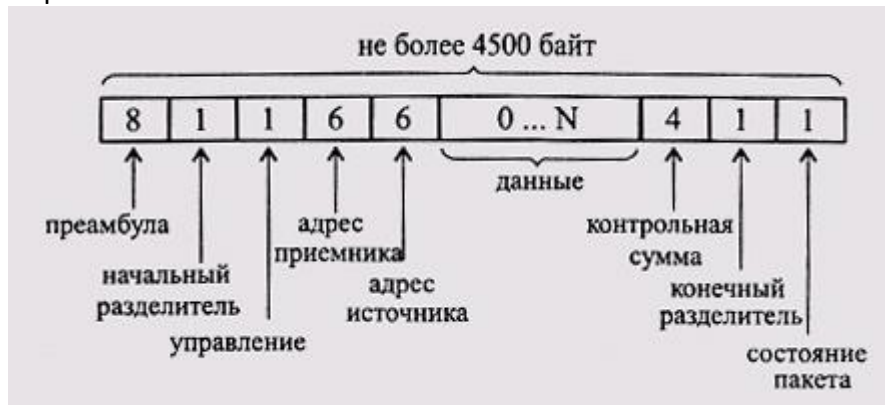 не более 4500 байт
8 1 1 6 6 0 ... N 4 1 1
данные
преамбула
адрес
приемника
контрольная
сумма
начальный
разделитель
адрес
источника
конечный
разделитель
управление
состояние
пакета